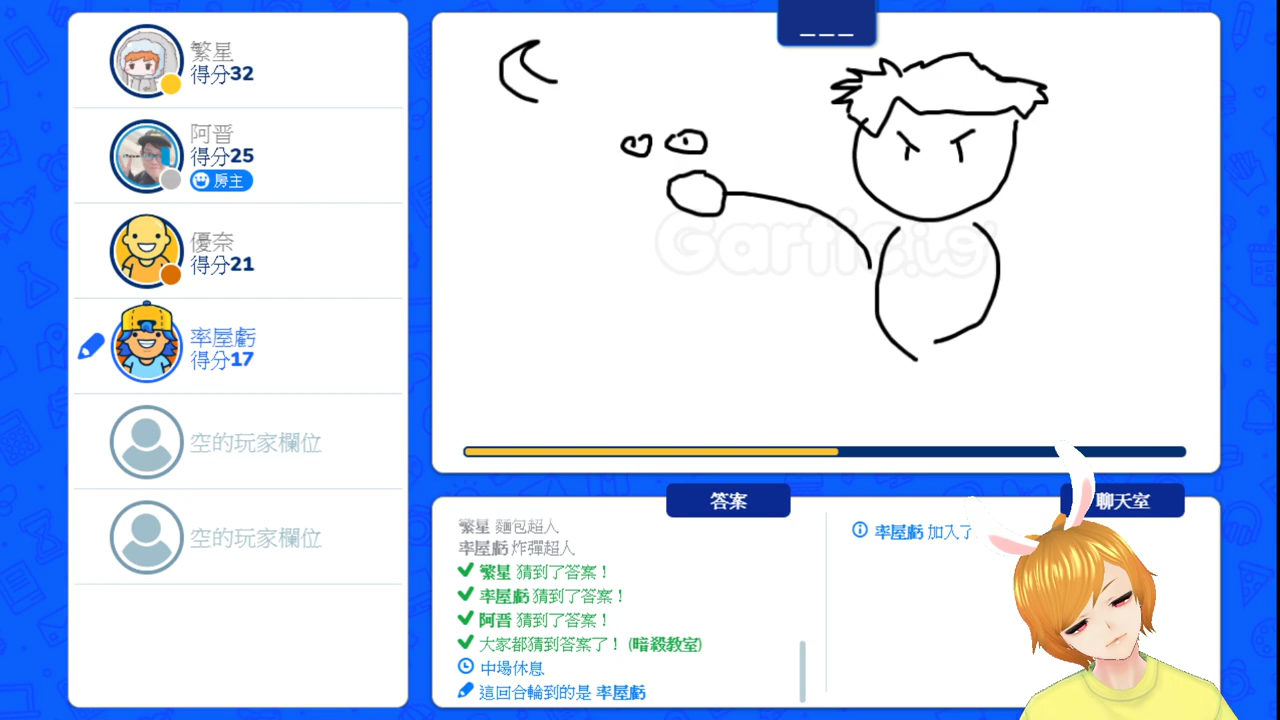 繁星
得分32
阿晋
得分25
房主
優奈
得分21
率屋虧
得分17
空的玩家欄位
空的玩家欄位
Gartic.io
答案
繁星 麵包超人
率屋虧 炸彈超人
繁星 猜到了答案！
率屋虧 猜到了答案！
阿晋 猜到了答案！
大家都猜到答案了！ (暗殺教室)
中場休息
這回合輪到的是 率屋虧
聊天室
率屋虧 加入了